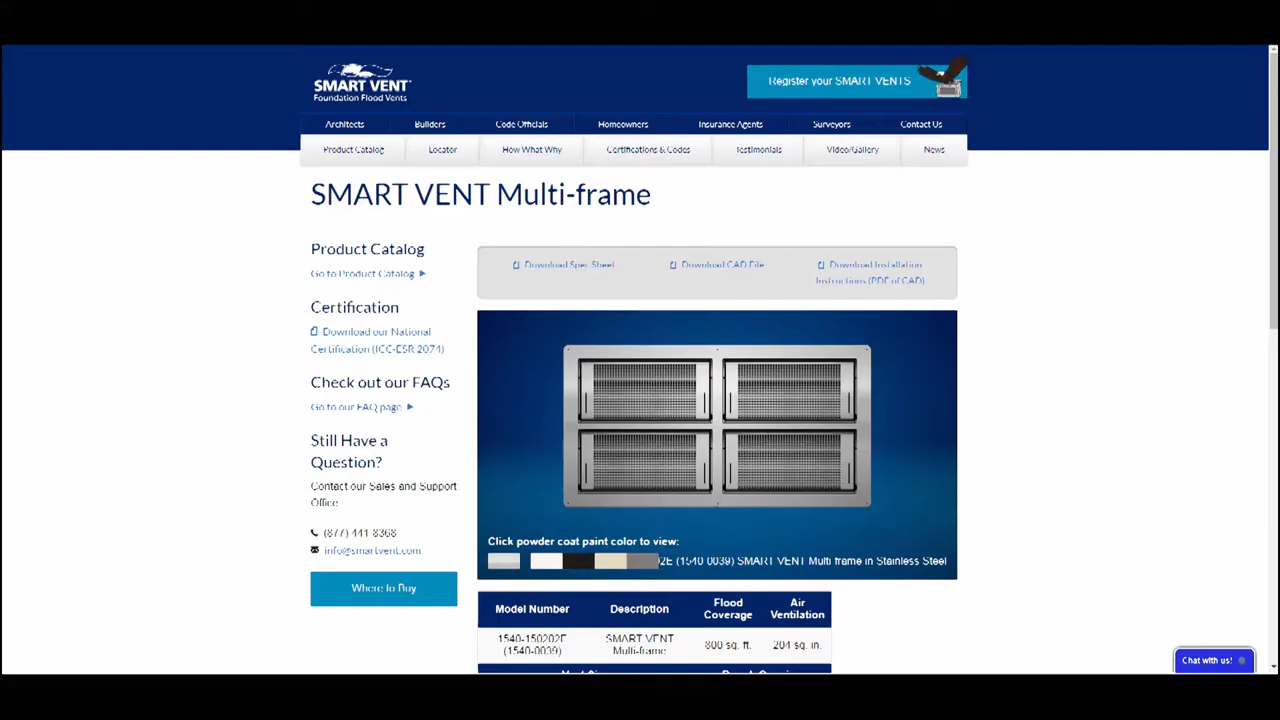 SMART VENT
Foundation Flood Vents
Register your SMART VENTS
Architects
Builders
Code Officials
Homeowners
Insurance Agents
Surveyors
Contact Us
Product Catalog
Locator
How What Why
Certifications & Codes
Testimonials
Video/Gallery
News
SMART VENT Multi-frame
Product Catalog
Go to Product Catalog
Certification
Download our National
Certification (ICC-ESR 2074)
Check out our FAQs
Go to our FAQ page
Still Have a
Question?
Contact our Sales and Support
Office
(877) 441-8368
info@smartvent.com
Where to Buy
Download Spec Sheet
Download CAD File
Download Installation
Instructions (PDF of CAD)
Click powder coat paint color to view:
02E (1540-0039) SMART VENT Multi frame in Stainless Steel
Model Number
Description
Flood
Coverage
Air
Ventilation
1540-150202E
(1540-0039)
SMART VENT
Multi-frame
800 sq. ft.
204 sq. in.
Chat with us!